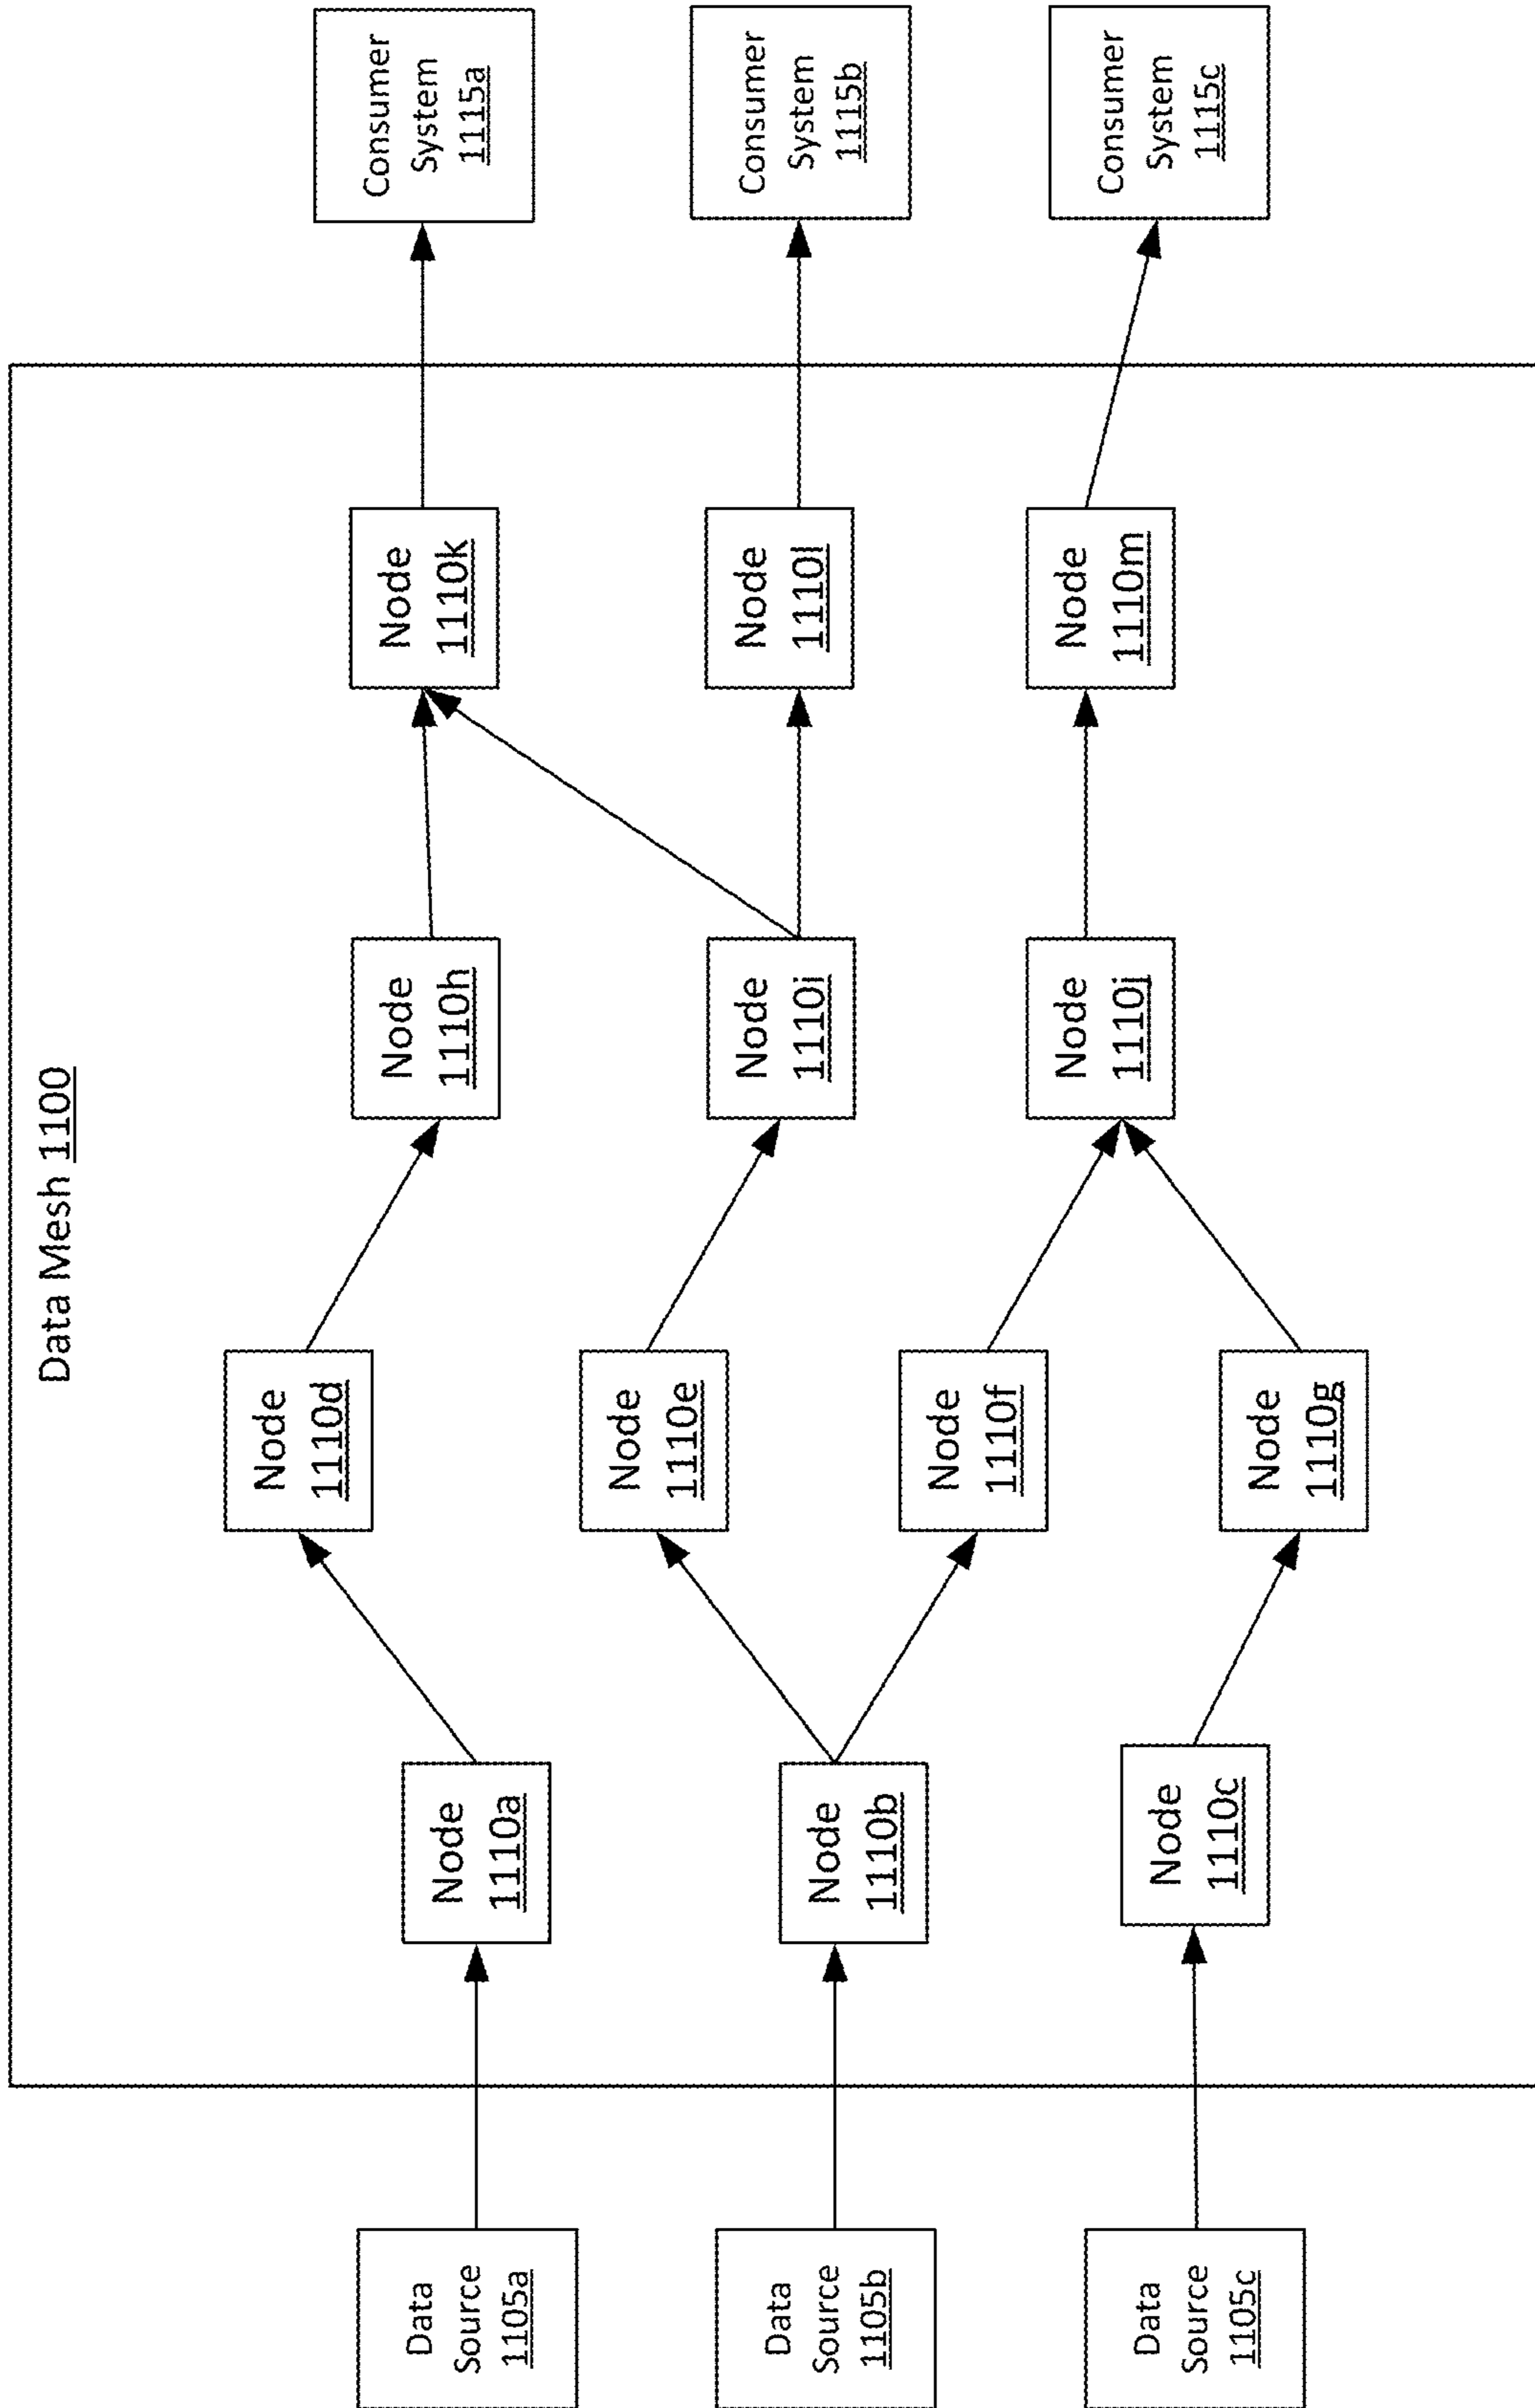 Data Mesh 1100
Data
Source
1105a
Node
1110a
Node
1110d
Node
1110h
Node
1110k
Consumer
System
1115a
Data
Source
1105b
Node
1110b
Node
1110e
Node
1110i
Node
1110l
Consumer
System
1115b
Node
1110f
Data
Source
1105c
Node
1110c
Node
1110g
Node
1110j
Node
1110m
Consumer
System
1115c